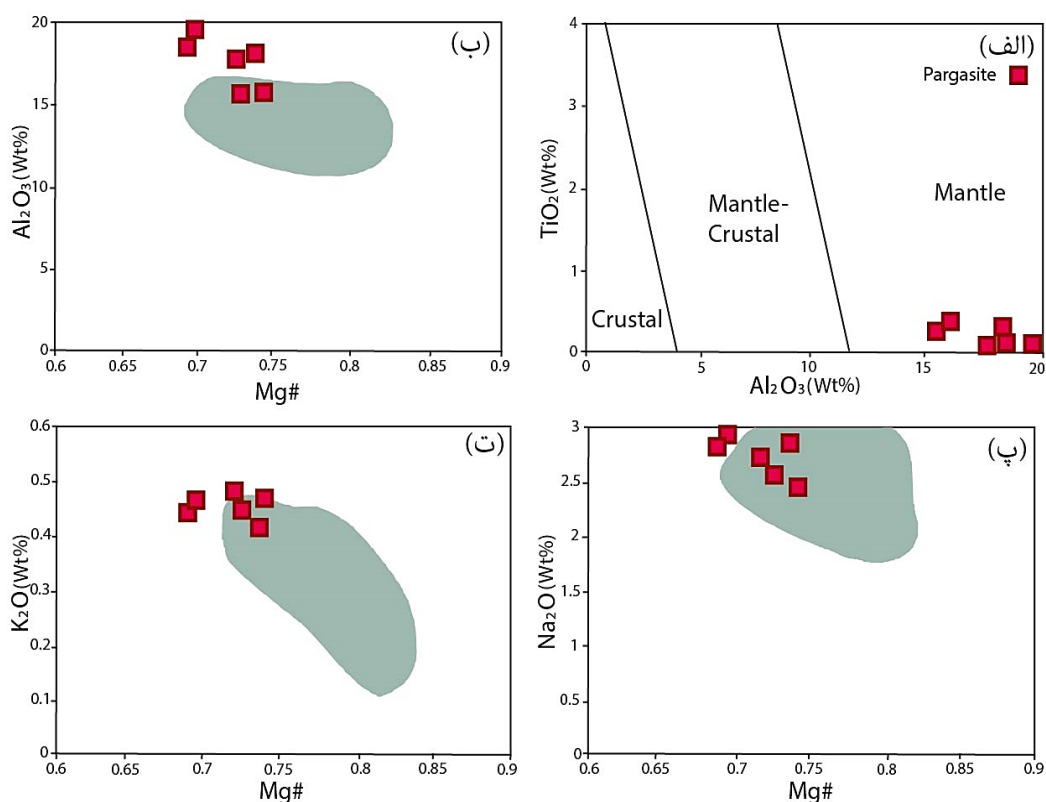 (الف)
TiO₂(Wt%)
4
3
2
1
0
Pargasite
Mantle
Mantle-
Crustal
Crustal
0 5 10 15 20
Al₂O₃(Wt%)
(ب)
Al₂O₃(Wt%)
20
15
10
5
0
0.6 0.65 0.7 0.75 0.8 0.85 0.9
Mg#
(پ)
Na₂O(Wt%)
3
2.5
2
1.5
1
0.5
0
0.6 0.65 0.7 0.8 0.85 0.9
Mg#
(ت)
K₂O(Wt%)
0.6
0.5
0.4
0.3
0.2
0.1
0
0.6 0.65 0.7 0.75 0.8 0.85 0.9
Mg#